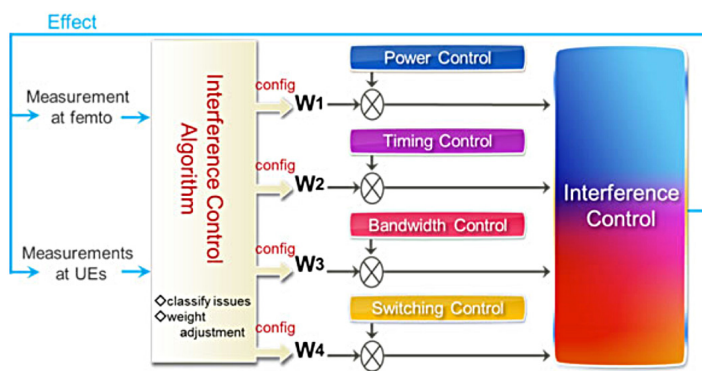 Effect
Measurement
at femto
Measurements
at UEs
Interference Control
Algorithm
◇classify issues
◇weight
adjustment
config
W1
Power Control
config
W2
Timing Control
config
W3
Bandwidth Control
config
W4
Switching Control
Interference
Control